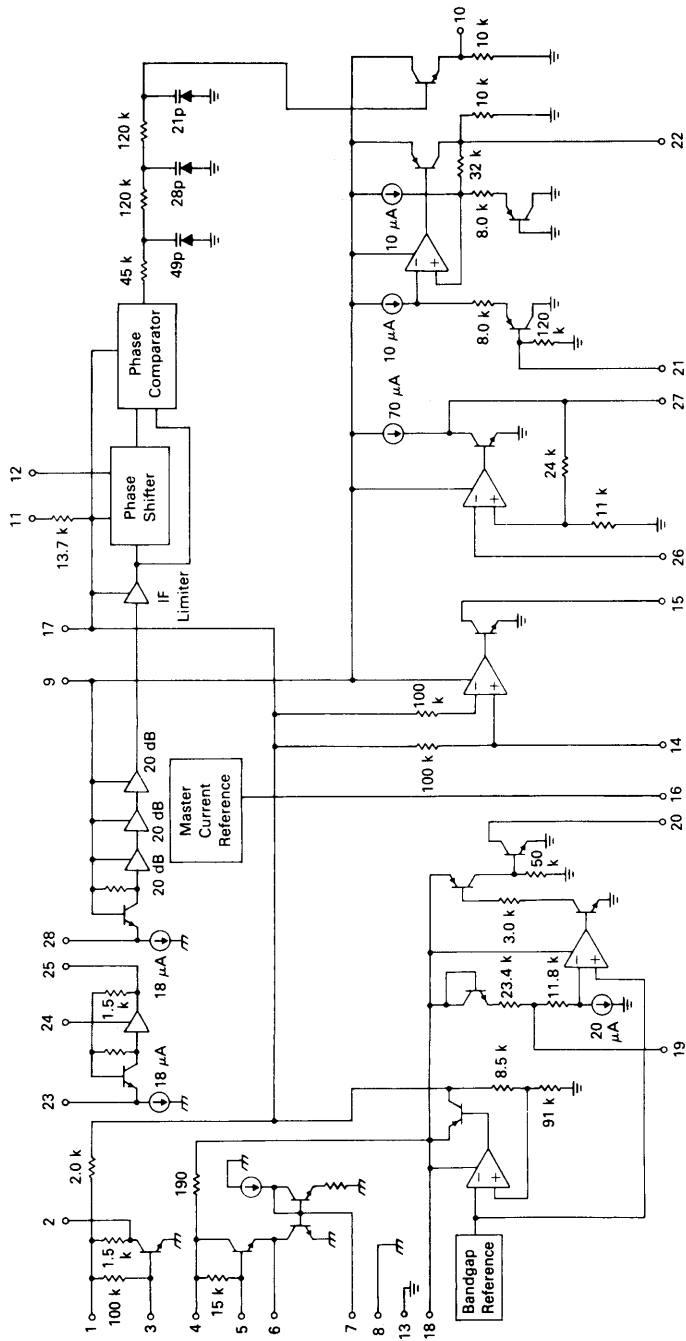 1
2
3
4
5
6
7
8
13
18
23
24
25
28
9
17
11
12
10
22
21
27
26
15
14
16
20
19
2.0 k
1.5
k
100 k
190
15 k
18 µA
1.5
k
18 µA
20 dB
20 dB
20 dB
Master
Current
Reference
IF
Limiter
13.7 k
Phase
Shifter
Phase
Comparator
45 k
120 k
120 k
49p
28p
21p
10 k
10 k
32 k
10 µA
8.0 k
10 µA
8.0 k
120
k
70 µA
24 k
11 k
100
k
100 k
Bandgap
Reference
8.5 k
91 k
23.4 k
11.8 k
20
µA
3.0 k
50
k
−
+
−
+
−
+
−
+
−
+